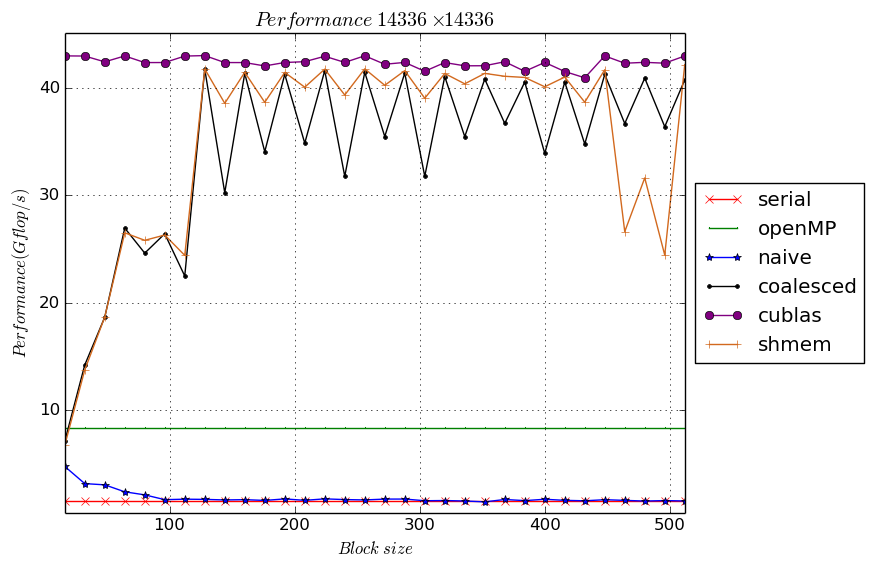 Performance 14336 ×14336
Performance(Gflop/s)
40
30
20
10
100 200 300 400 500
Block size
serial
openMP
naive
coalesced
cublas
shmem